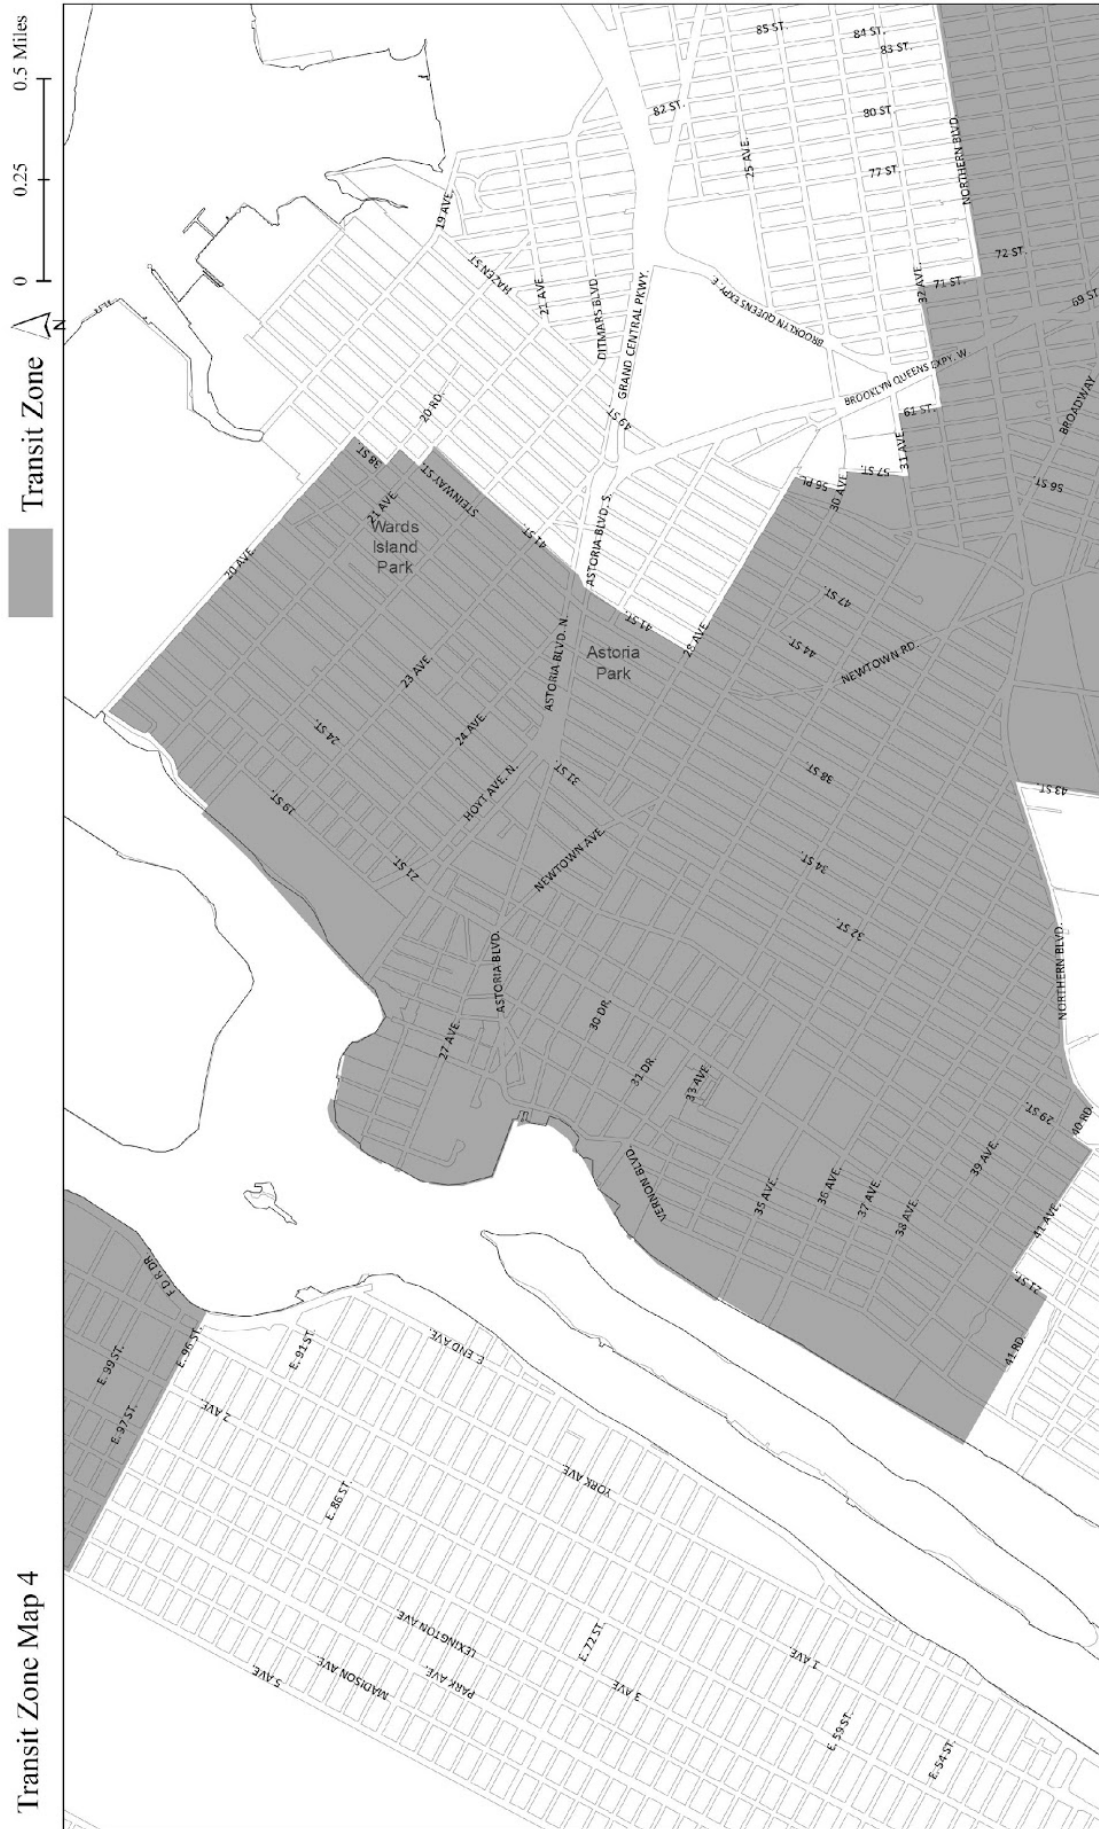 Transit Zone Map 4
Transit Zone
N
0
0.25
0.5 Miles
E. 99 ST.
E. 97 ST.
E. 96 ST.
F D R DR.
E. 91 ST.
E END AVE.
2 AVE.
E. 86 ST.
YORK AVE.
5 AVE.
MADISON AVE.
LEXINGTON AVE.
PARK AVE.
E. 72 ST.
3 AVE.
1 AVE.
E. 59 ST.
E. 54 ST.
20 AVE.
38 ST.
21 AVE.
Wards
Island
Park
STEINWAY ST.
20 RD.
19 AVE.
HAZEN ST.
21 AVE.
DITMARS BLVD.
GRAND CENTRAL PKWY.
49 ST.
41 ST.
ASTORIA BLVD. S.
41 ST.
Astoria
Park
ASTORIA BLVD. N.
23 AVE.
24 ST.
24 AVE.
19 ST.
HOYT AVE. N.
31 ST.
21 ST.
NEWTOWN AVE.
ASTORIA BLVD.
27 AVE.
30 DR.
31 DR.
33 AVE.
VERNON BLVD.
35 AVE.
36 AVE.
37 AVE.
38 AVE.
39 AVE.
29 ST.
40 RD.
41 AVE.
21 ST.
41 RD.
NORTHERN BLVD.
43 ST.
32 ST.
34 ST.
38 ST.
28 AVE.
44 ST.
47 ST.
NEWTOWN RD.
56 PL.
30 AVE.
57 ST.
31 AVE.
61 ST.
BROOKLYN QUEENS EXPY. W.
BROOKLYN QUEENS EXPY. E.
56 ST.
BROADWAY
69 ST.
32 AVE.
71 ST.
72 ST.
NORTHERN BLVD.
25 AVE.
77 ST.
80 ST.
82 ST.
83 ST.
84 ST.
85 ST.